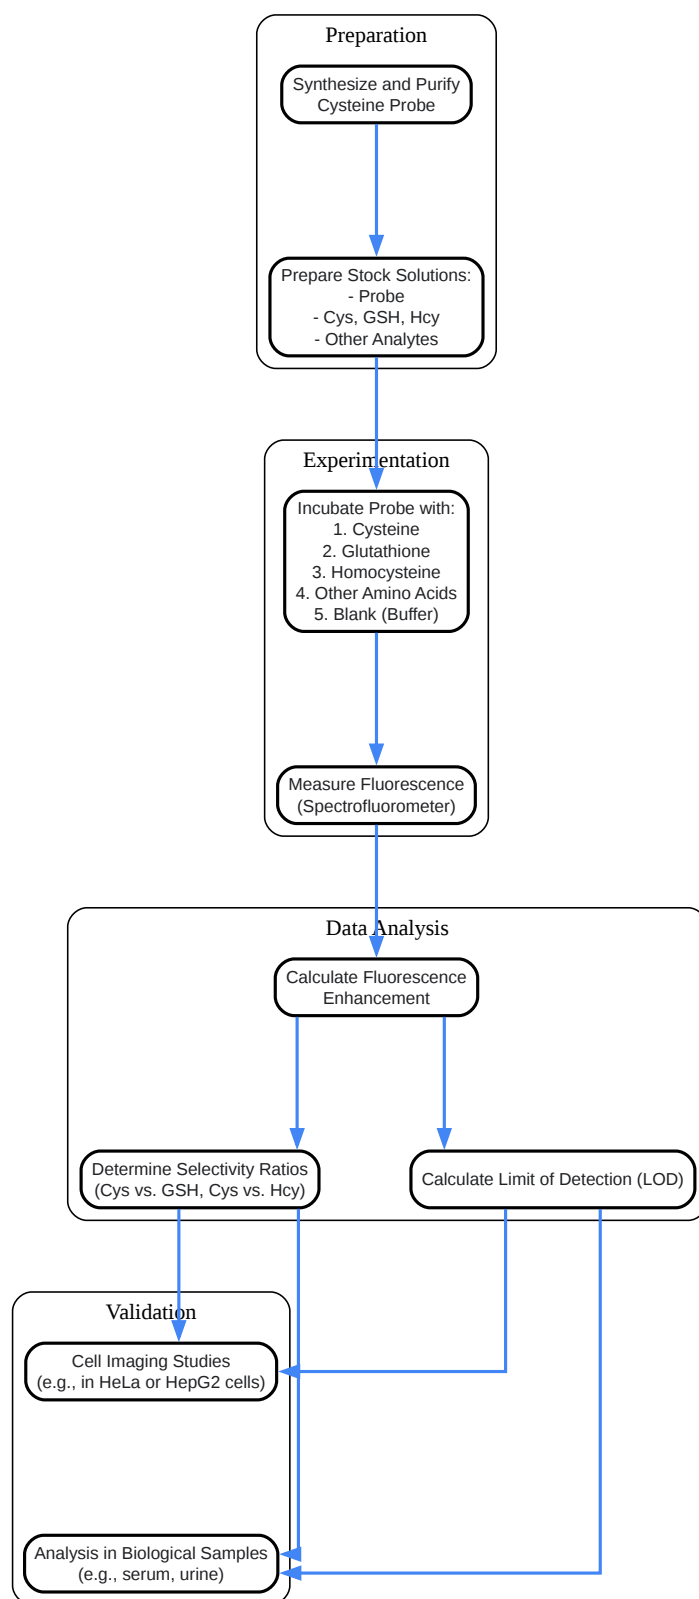 Preparation
Synthesize and Purify
Cysteine Probe
Prepare Stock Solutions:
- Probe
- Cys, GSH, Hcy
- Other Analytes
Experimentation
Incubate Probe with:
1. Cysteine
2. Glutathione
3. Homocysteine
4. Other Amino Acids
5. Blank (Buffer)
Measure Fluorescence
(Spectrofluorometer)
Data Analysis
Calculate Fluorescence
Enhancement
Determine Selectivity Ratios
(Cys vs. GSH, Cys vs. Hcy)
Calculate Limit of Detection (LOD)
Validation
Cell Imaging Studies
(e.g., in HeLa or HepG2 cells)
Analysis in Biological Samples
(e.g., serum, urine)